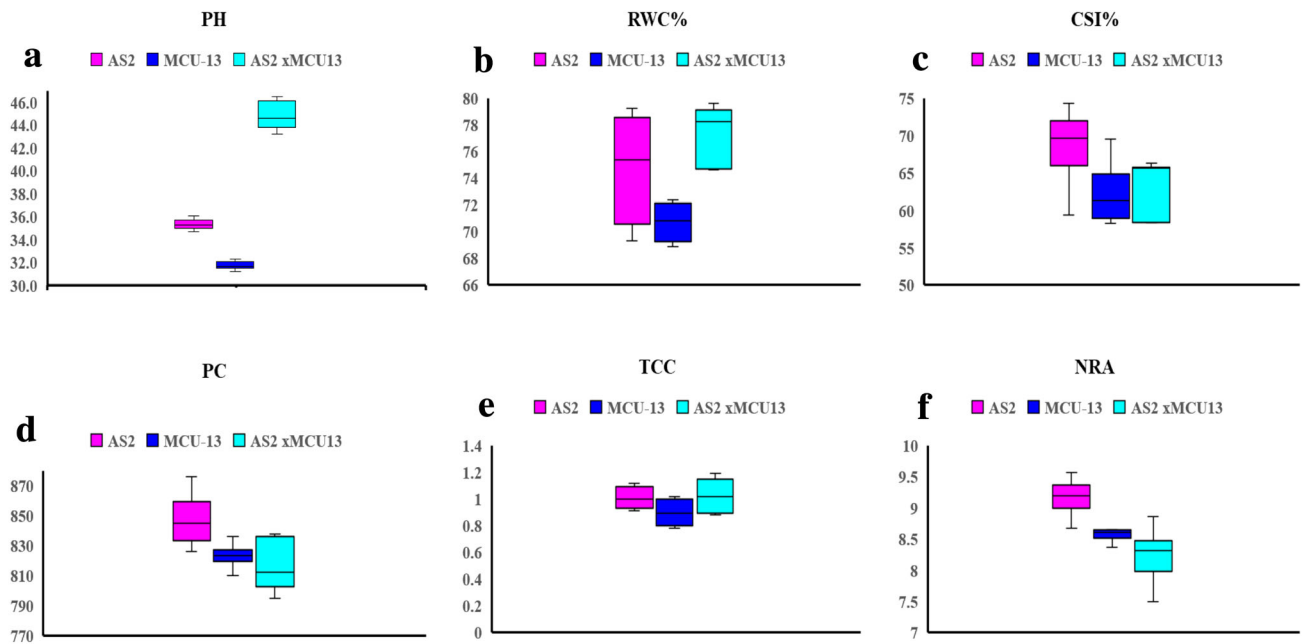 PH
a
AS2 MCU-13 AS2 xMCU13
46.0
44.0
42.0
40.0
38.0
36.0
34.0
32.0
30.0
RWC%
b
AS2 MCU-13 AS2 xMCU13
80
78
76
74
72
70
68
66
CSI%
c
AS2 MCU-13 AS2 xMCU13
75
70
65
60
55
50
PC
d
AS2 MCU-13 AS2 xMCU13
870
850
830
810
790
770
TCC
e
AS2 MCU-13 AS2 xMCU13
1.4
1.2
1
0.8
0.6
0.4
0.2
0
NRA
f
AS2 MCU-13 AS2 xMCU13
10
9.5
9
8.5
8
7.5
7